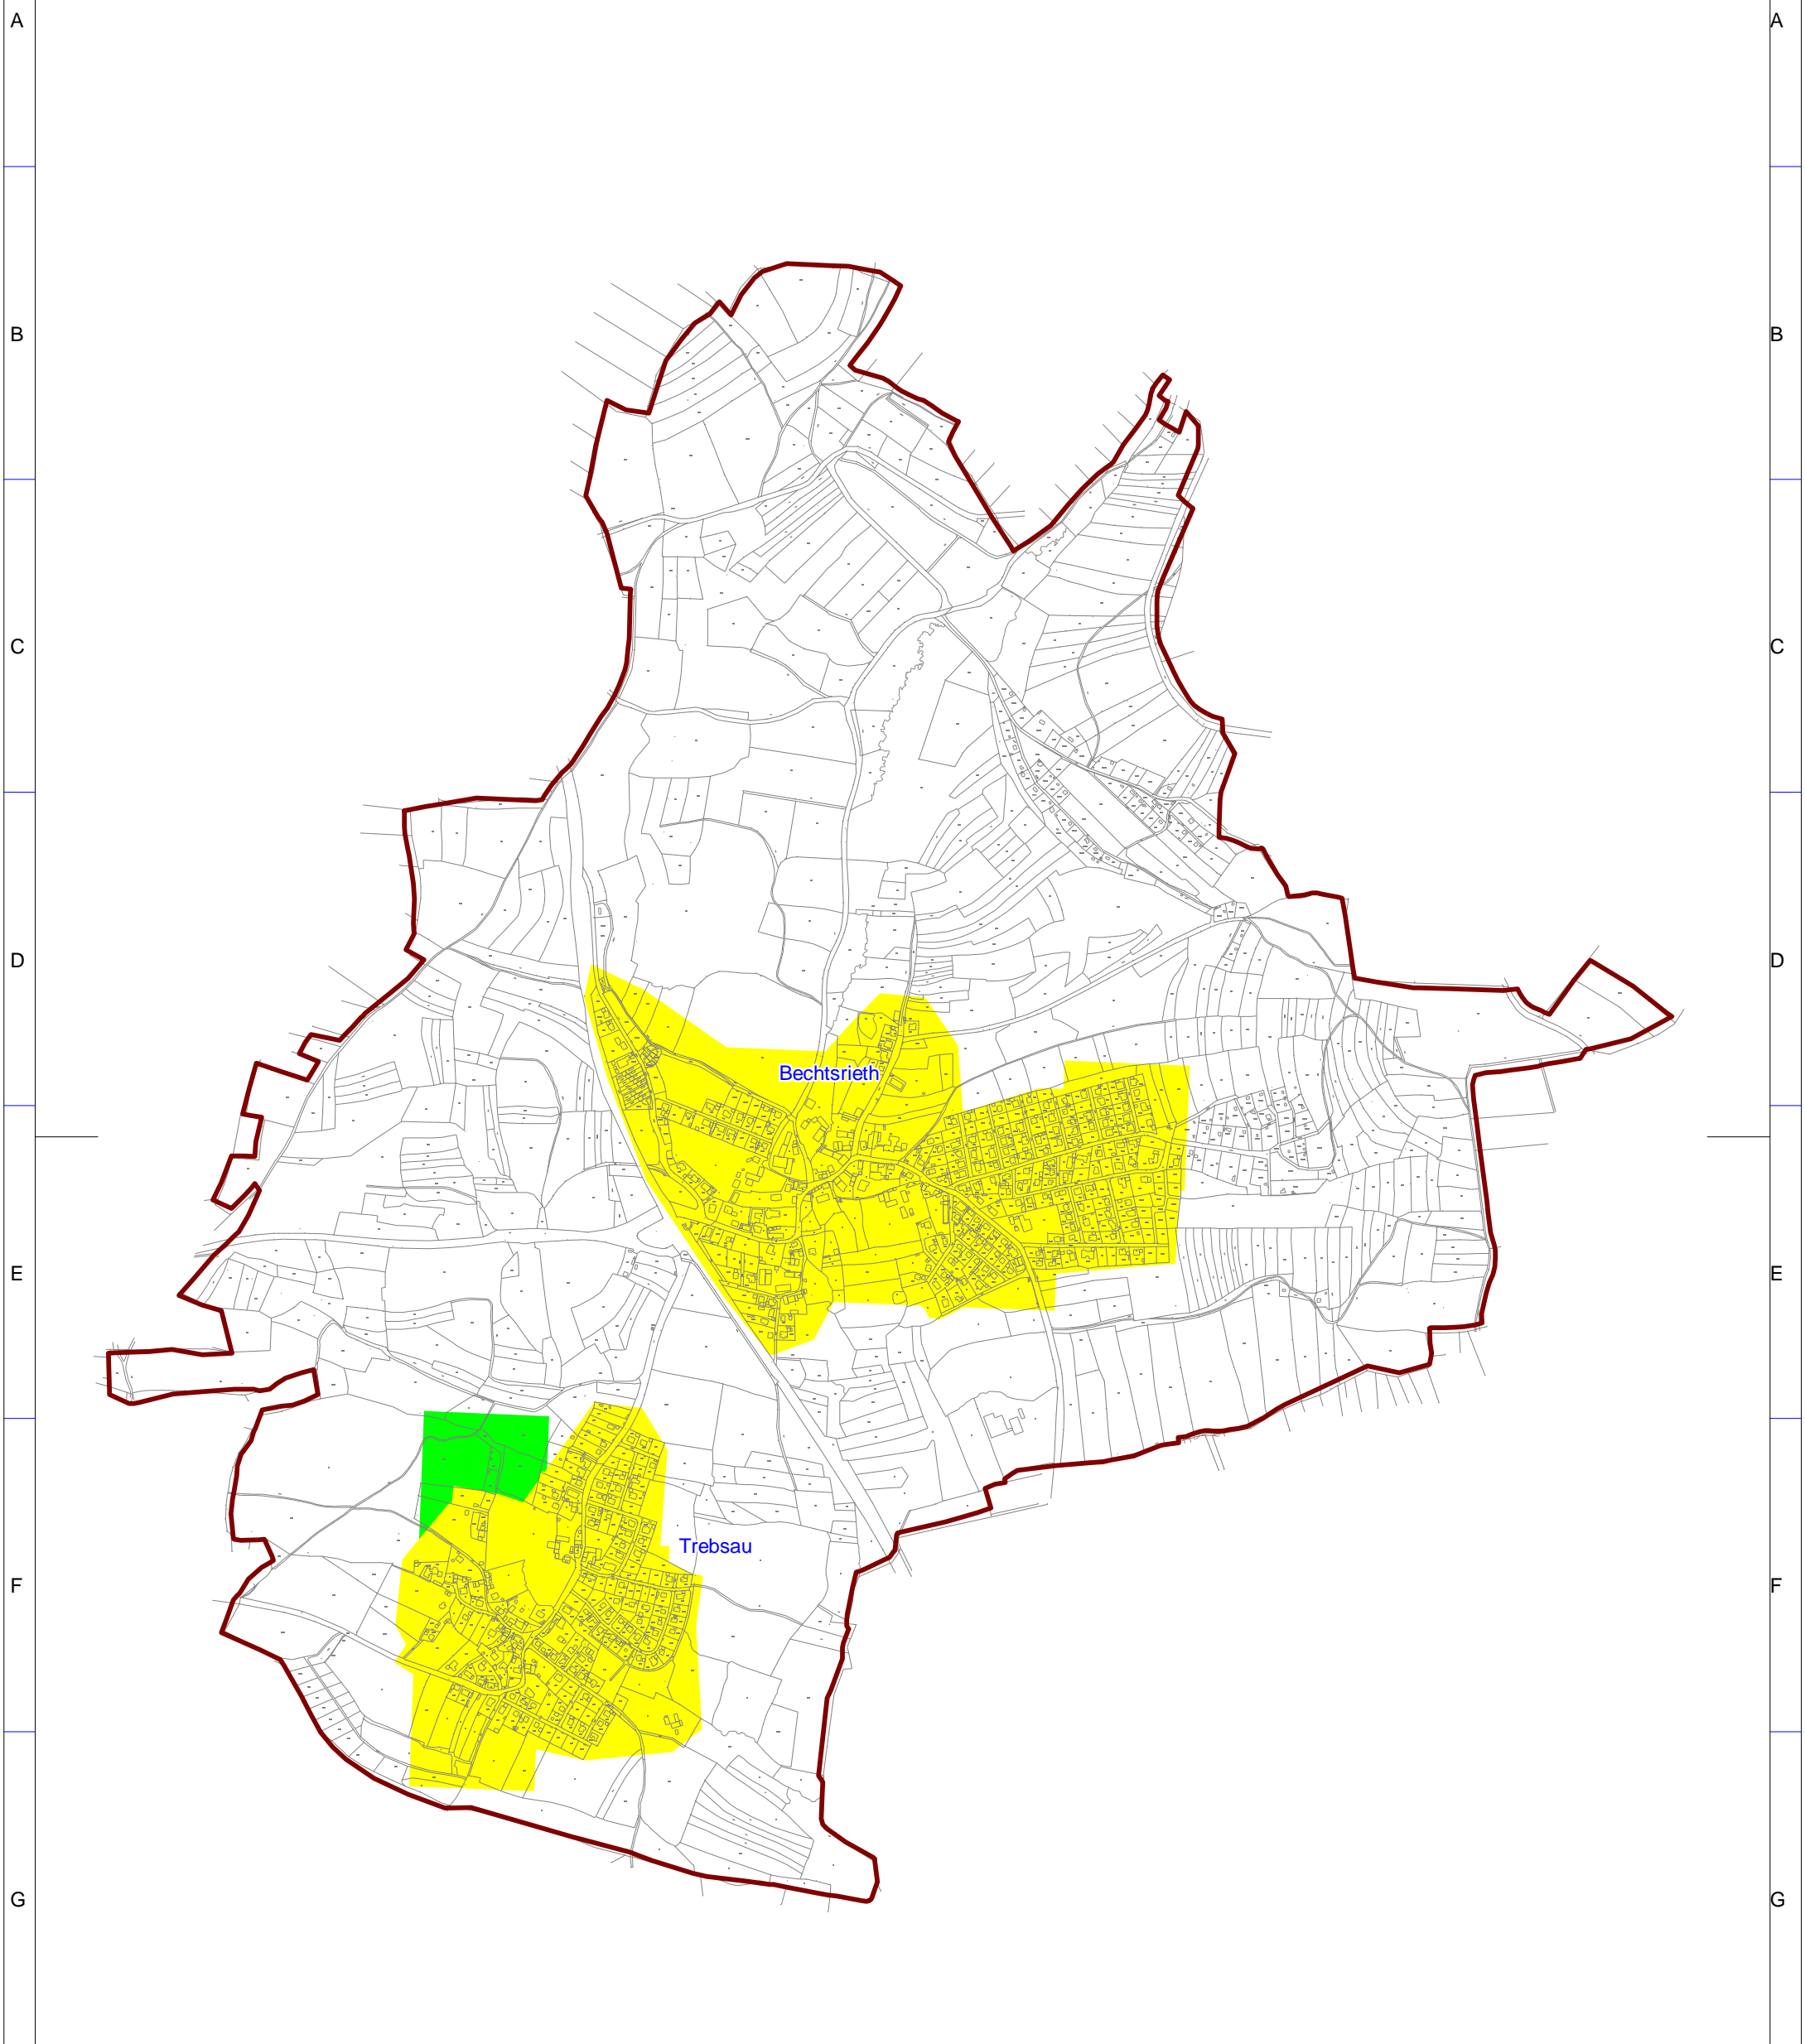 A A
B B
C C
D D
Bechtsrieth
E E
Trebsau
F F
G G